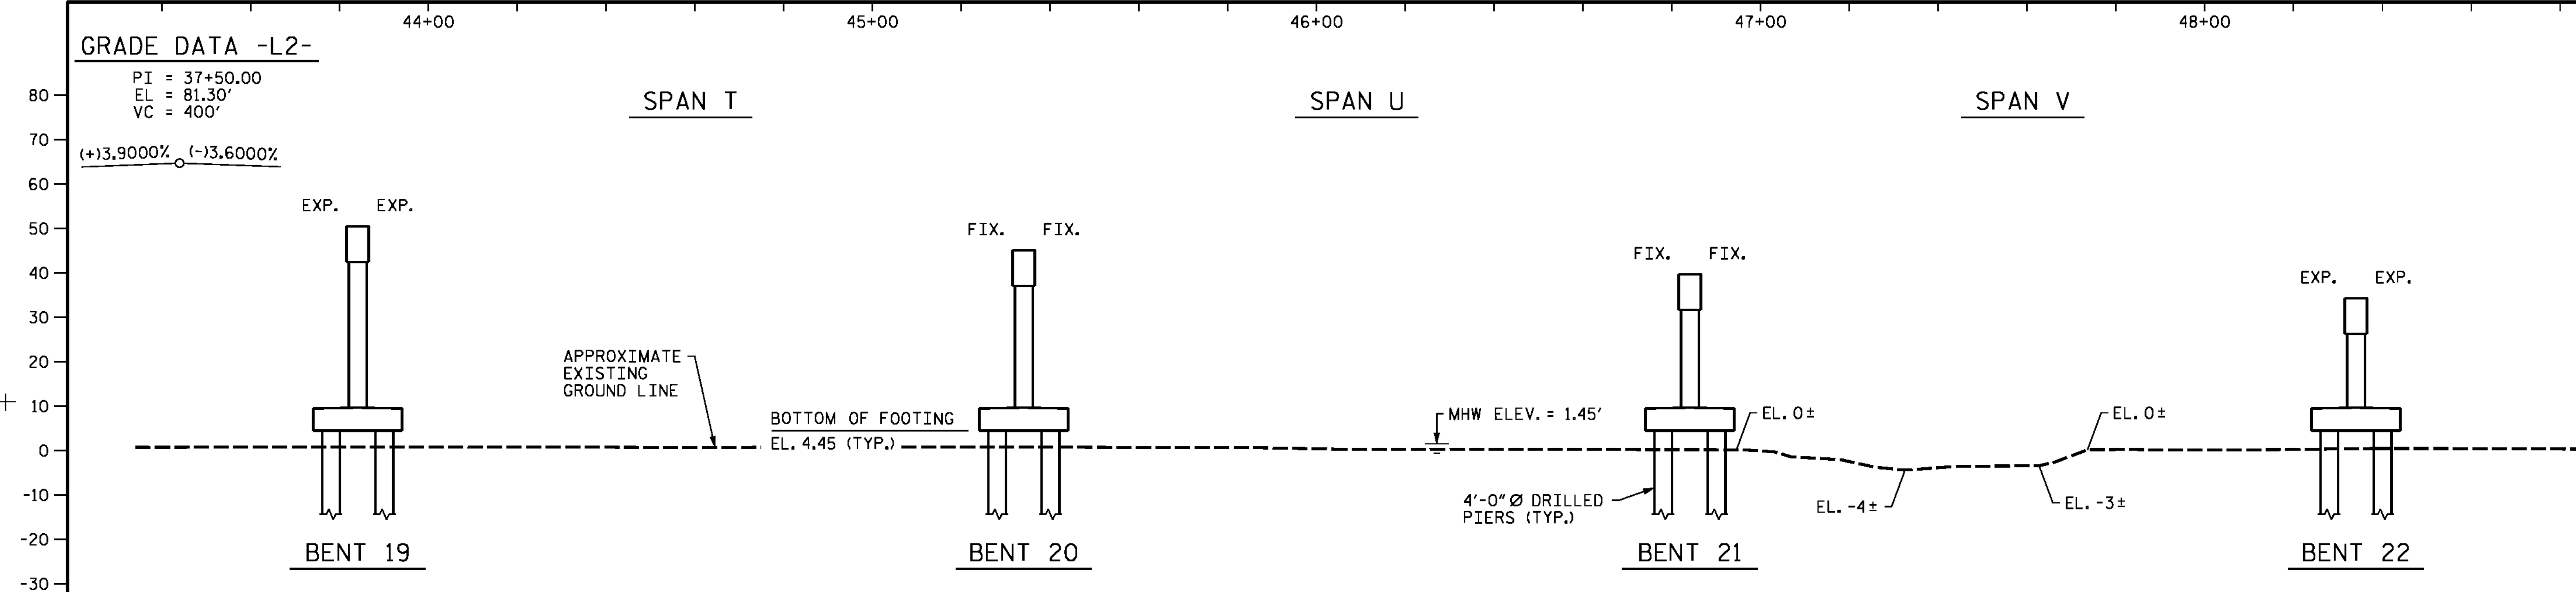 44+00
45+00
46+00
47+00
48+00
GRADE DATA -L2-
PI = 37+50.00
EL = 81.30'
VC = 400'
(+)3.9000% (-)3.6000%
80
70
60
50
40
30
20
10
0
-10
-20
-30
SPAN T
SPAN U
SPAN V
EXP. EXP.
FIX. FIX.
FIX. FIX.
EXP. EXP.
APPROXIMATE
EXISTING
GROUND LINE
BOTTOM OF FOOTING
EL. 4.45 (TYP.)
MHW ELEV. = 1.45'
EL. 0±
EL. 0±
4'-0" Ø DRILLED
PIERS (TYP.)
EL. -4±
EL. -3±
BENT 19
BENT 20
BENT 21
BENT 22